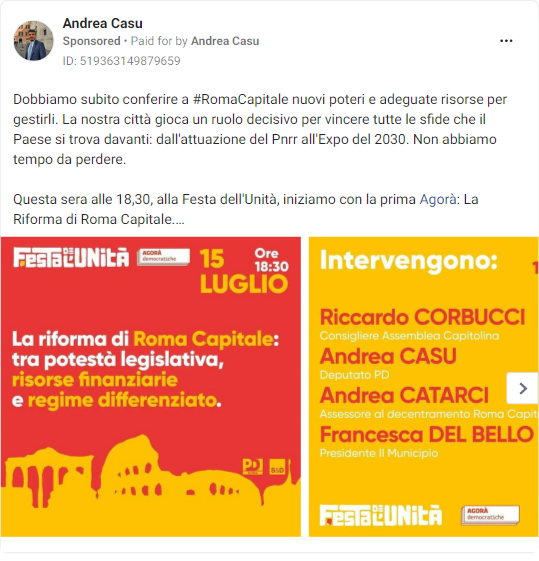 Andrea Casu
Sponsored • Paid for by Andrea Casu
ID: 519363149879659
Dobbiamo subito conferire a #RomaCapitale nuovi poteri e adeguate risorse per
gestirli. La nostra città gioca un ruolo decisivo per vincere tutte le sfide che il
Paese si trova davanti: dall'attuazione del Pnrr all'Expo del 2030. Non abbiamo
tempo da perdere.
Questa sera alle 18,30, alla Festa dell'Unità, iniziamo con la prima Agorà: La
Riforma di Roma Capitale....
FESTA DE L'UNITÀ
AGORÀ
democratiche
15
LUGLIO
Ore
18:30
La riforma di Roma Capitale:
tra potestà legislativa,
risorse finanziarie
e regime differenziato.
PD
S&D
Intervengono:
1
Riccardo CORBUCCI
Consigliere Assemblea Capitolina
Andrea CASU
Deputato PD
Andrea CATARCI
Assessore al decentramento Roma Capit
Francesca DEL BELLO
Presidente II Municipio
FESTA DE L'UNITÀ
AGORÀ
democratiche